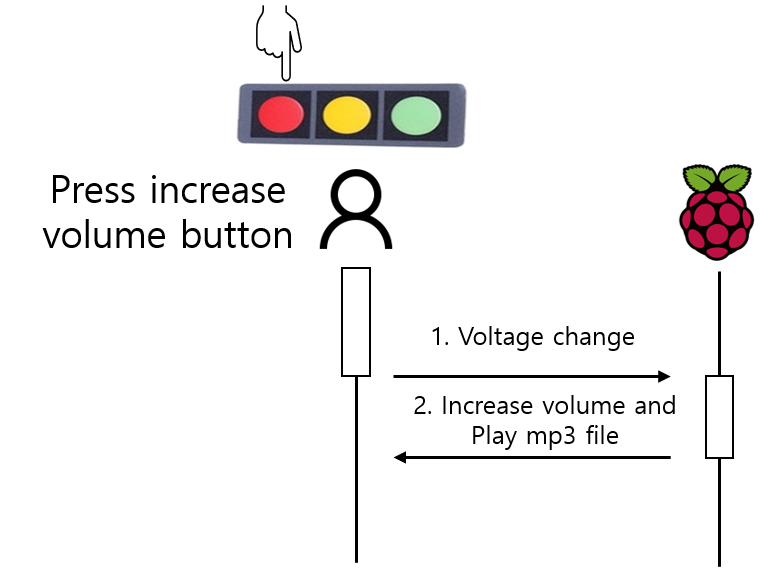 Press increase
volume button
1. Voltage change
2. Increase volume and
Play mp3 file